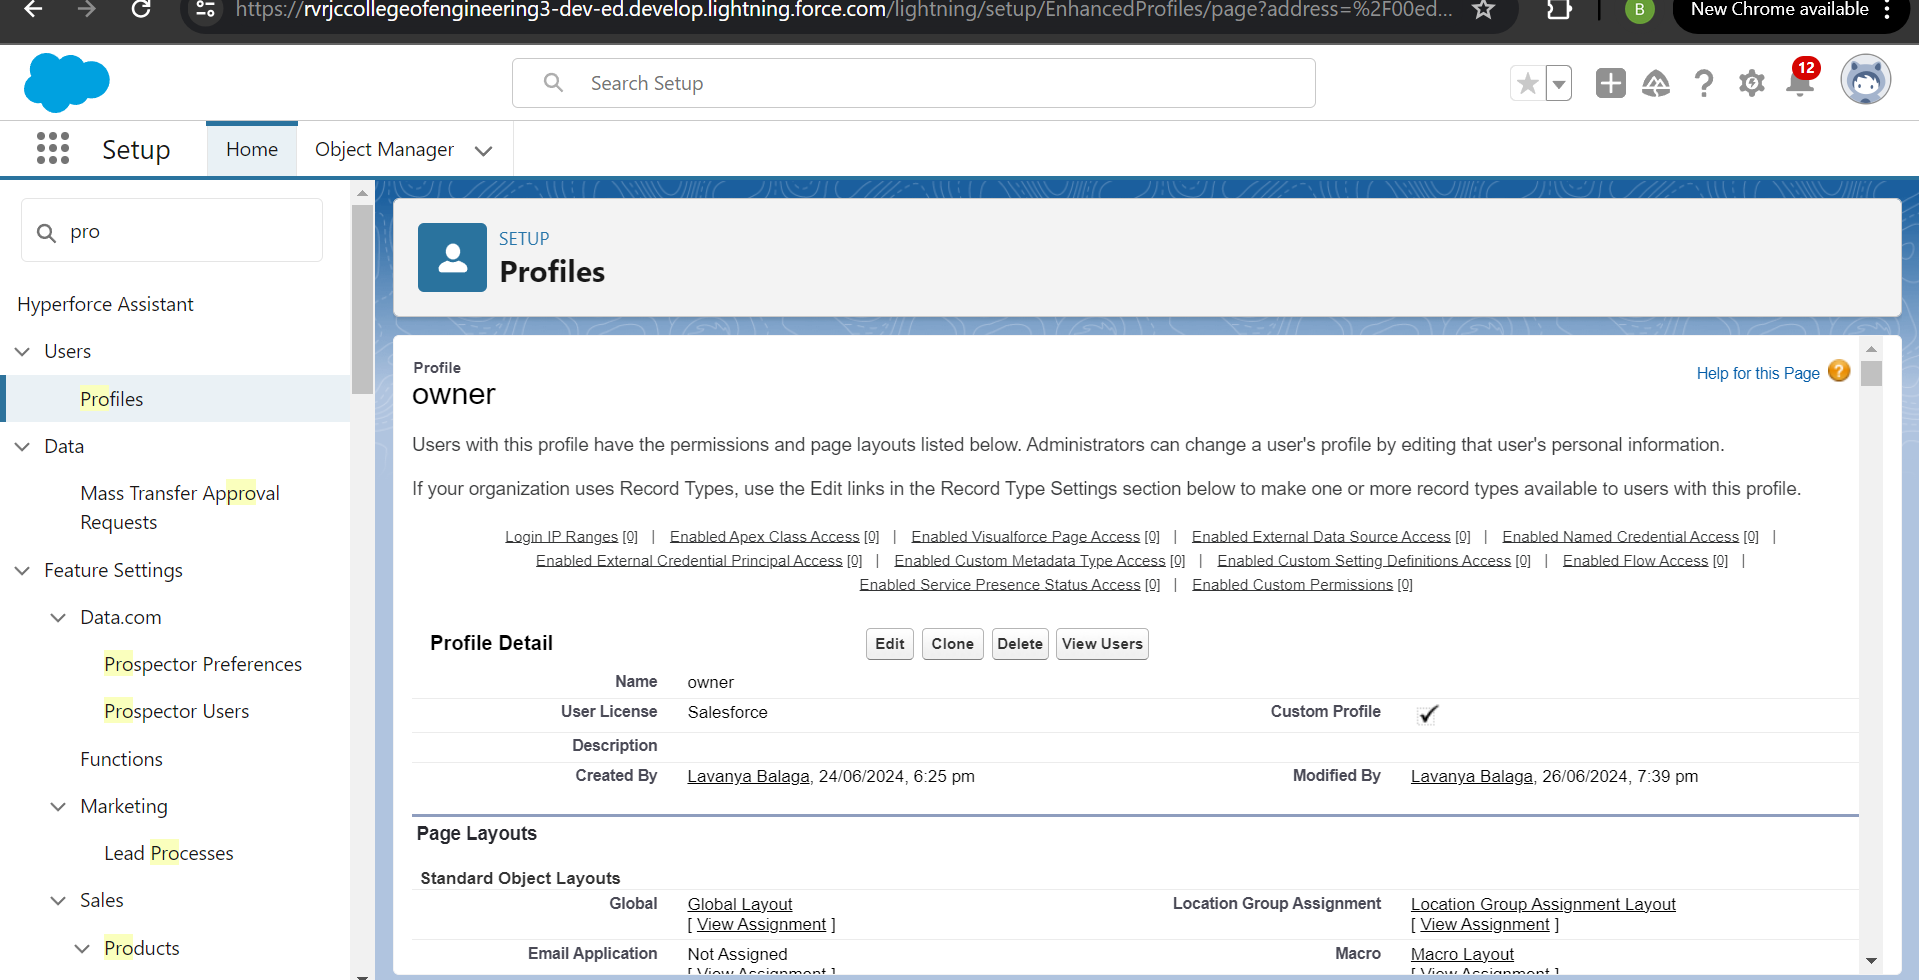 https://rvrjccollegeofengineering3-dev-ed.develop.lightning.force.com/lightning/setup/EnhancedProfiles/page?address=%2F00ed...
B
New Chrome available
Search Setup
12
Setup
Home
Object Manager
pro
Hyperforce Assistant
Users
Profiles
Data
Mass Transfer Approval
Requests
Feature Settings
Data.com
Prospector Preferences
Prospector Users
Functions
Marketing
Lead Processes
Sales
Products
SETUP
Profiles
Profile
owner
Help for this Page ?
Users with this profile have the permissions and page layouts listed below. Administrators can change a user's profile by editing that user's personal information.
If your organization uses Record Types, use the Edit links in the Record Type Settings section below to make one or more record types available to users with this profile.
Login IP Ranges [0] | Enabled Apex Class Access [0] | Enabled Visualforce Page Access [0] | Enabled External Data Source Access [0] | Enabled Named Credential Access [0] |
Enabled External Credential Principal Access [0] | Enabled Custom Metadata Type Access [0] | Enabled Custom Setting Definitions Access [0] | Enabled Flow Access [0] |
Enabled Service Presence Status Access [0] | Enabled Custom Permissions [0]
Profile Detail
Edit Clone Delete View Users
Name owner
User License Salesforce Custom Profile
Description
Created By Lavanya Balaga, 24/06/2024, 6:25 pm Modified By Lavanya Balaga, 26/06/2024, 7:39 pm
Page Layouts
Standard Object Layouts
Global Global Layout Location Group Assignment Location Group Assignment Layout
[ View Assignment ] [ View Assignment ]
Email Application Not Assigned Macro Macro Layout
[ View Assignment ] [ View Assignment ]